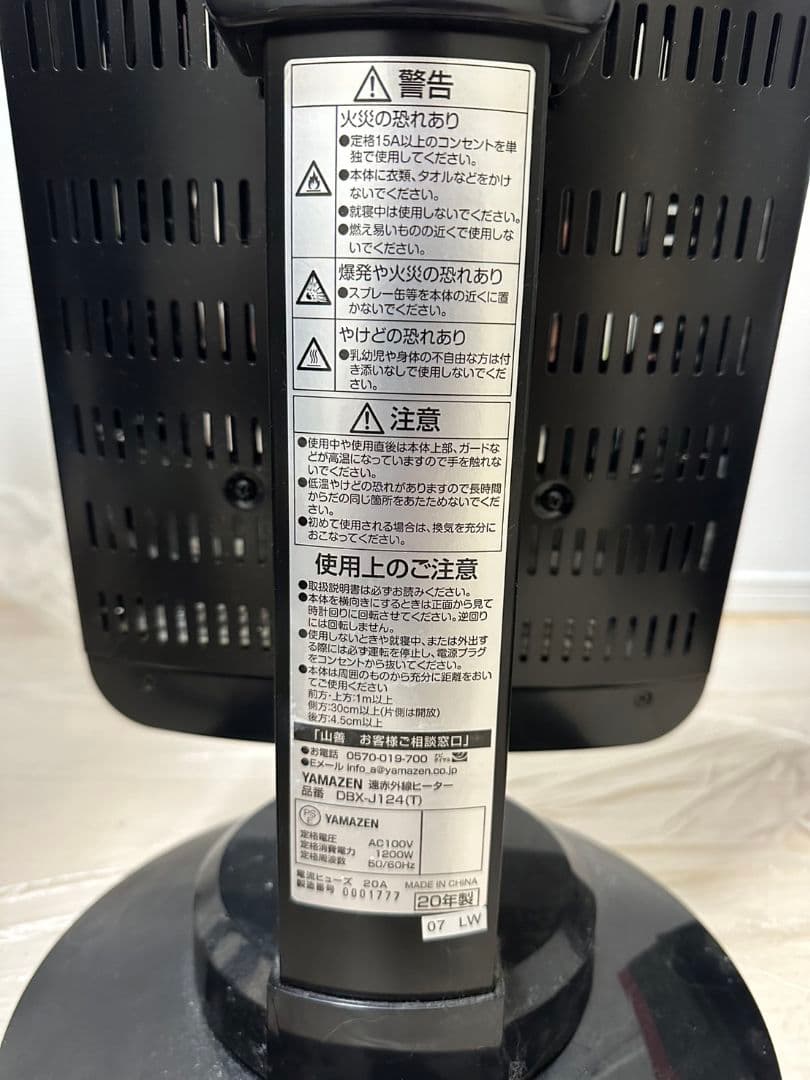 警告
火災の恐れあり
●定格15A以上のコンセントを単
独で使用してください。
●本体に衣類、タオルなどをかけ
ないでください。
●就寝中は使用しないでください。
●燃え易いものの近くで使用しな
いでください。
爆発や火災の恐れあり
●スプレー缶等を本体の近くに置
かないでください。
やけどの恐れあり
●乳幼児や身体の不自由な方は付
き添いなしで使用しないでくだ
さい。
注意
●使用中や使用直後は本体上部、ガードな
どが高温になっていますので手を触れな
いでください。
●低温やけどの恐れがありますので長時間
からだの同じ箇所をあたためないでくだ
さい。
●初めて使用される場合は、換気を充分に
おこなってください。
使用上のご注意
●取扱説明書は必ずお読みください。
●本体を横向きにするときは正面から見て
時計回りに回転させてください。逆回り
には回転しません。
●使用しないときや就寝中、または外出す
る際には必ず運転を停止し、電源プラグ
をコンセントから抜いてください。
●本体は周囲のものから充分に距離をおい
てご使用ください
前方・上方:1m以上
側方:30cm以上(片側は開放)
後方:4.5cm以上
「山善 お客様ご相談窓口」
●お電話 0570-019-700 ナビダイヤル
●Eメール info_a@yamazen.co.jp
YAMAZEN 遠赤外線ヒーター
品番 DBX-J124(T)
PSE YAMAZEN
定格電圧 AC100V
定格消費電力 1200W
定格周波数 50/60Hz
電流ヒューズ 20A MADE IN CHINA
製造番号 0001777 20年製
07 LW